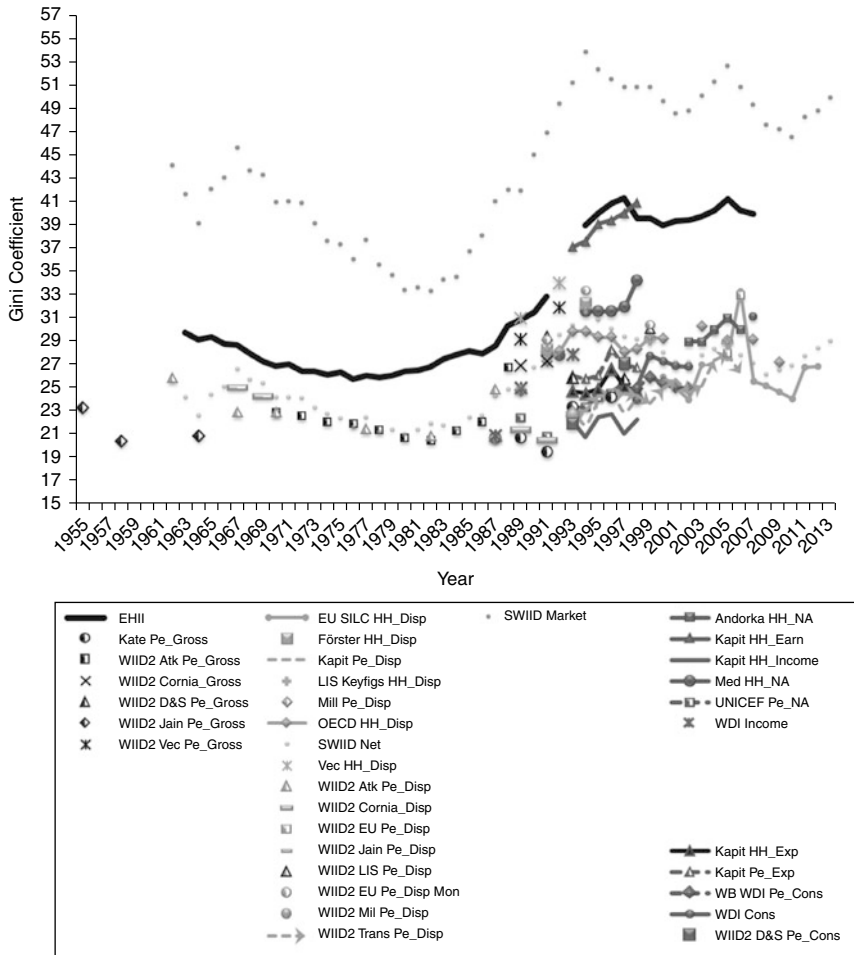 57
55
53
51
49
47
45
43
41
39
37
35
33
31
29
27
25
23
21
19
17
15
Gini Coefficient
1955
1957
1959
1961
1963
1965
1967
1969
1971
1973
1975
1977
1979
1981
1983
1985
1987
1989
1991
1993
1995
1997
1999
2001
2003
2005
2007
2009
2011
2013
Year
EHII
Kate Pe_Gross
WIID2 Atk Pe_Gross
WIID2 Cornia_Gross
WIID2 D&S Pe_Gross
WIID2 Jain Pe_Gross
WIID2 Vec Pe_Gross
EU SILC HH_Disp
Förster HH_Disp
Kapit Pe_Disp
LIS Keyfigs HH_Disp
Mill Pe_Disp
OECD HH_Disp
SWIID Net
Vec HH_Disp
WIID2 Atk Pe_Disp
WIID2 Cornia_Disp
WIID2 EU Pe_Disp
WIID2 Jain Pe_Disp
WIID2 LIS Pe_Disp
WIID2 EU Pe_Disp Mon
WIID2 Mil Pe_Disp
WIID2 Trans Pe_Disp
SWIID Market
Andorka HH_NA
Kapit HH_Earn
Kapit HH_Income
Med HH_NA
UNICEF Pe_NA
WDI Income
Kapit HH_Exp
Kapit Pe_Exp
WB WDI Pe_Cons
WDI Cons
WIID2 D&S Pe_Cons